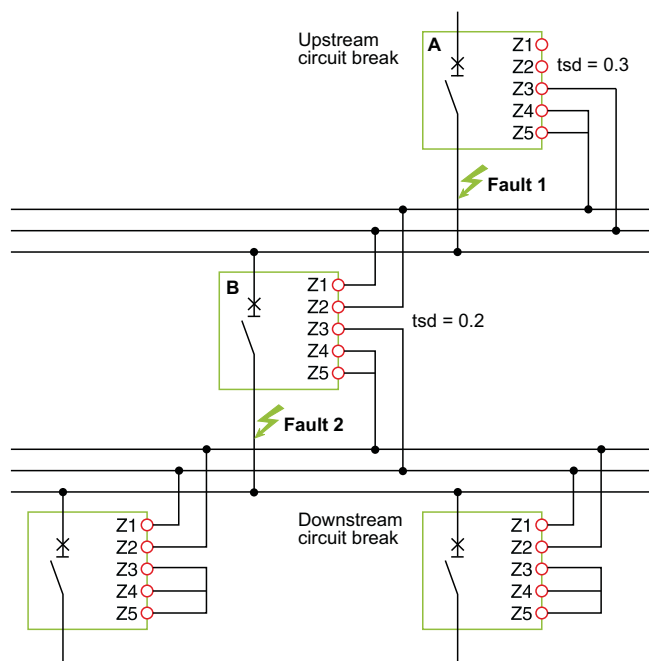 Upstream
circuit break
A
Z1
Z2
tsd = 0.3
Z3
Z4
Z5
Fault 1
B
Z1
Z2
Z3
tsd = 0.2
Z4
Z5
Fault 2
Z1
Z2
Z3
Z4
Z5
Downstream
circuit break
Z1
Z2
Z3
Z4
Z5